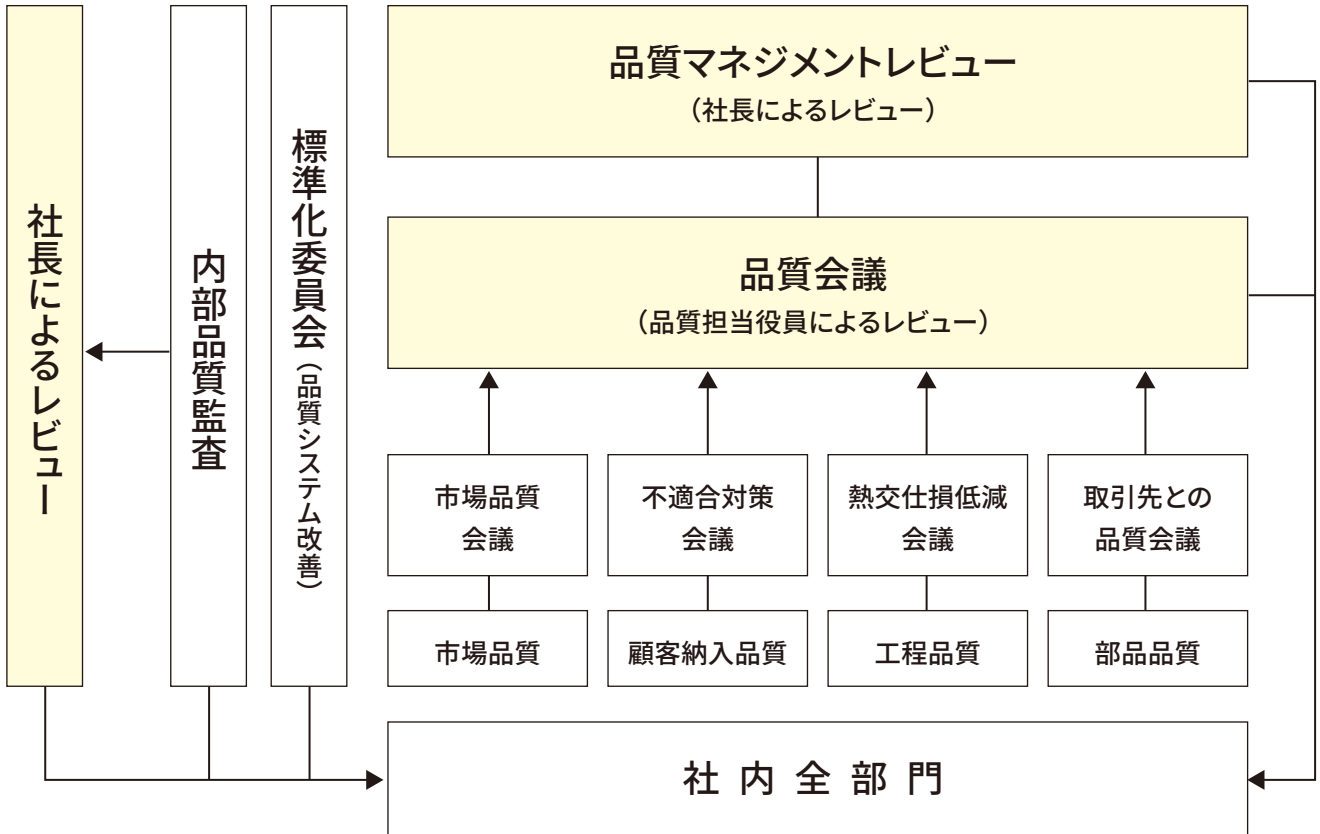 社長によるレビュー
内部品質監査
標準化委員会(品質システム改善)
品質マネジメントレビュー
(社長によるレビュー)
品質会議
(品質担当役員によるレビュー)
市場品質
会議
不適合対策
会議
熱交仕損低減
会議
取引先との
品質会議
市場品質
顧客納入品質
工程品質
部品品質
社内全部門